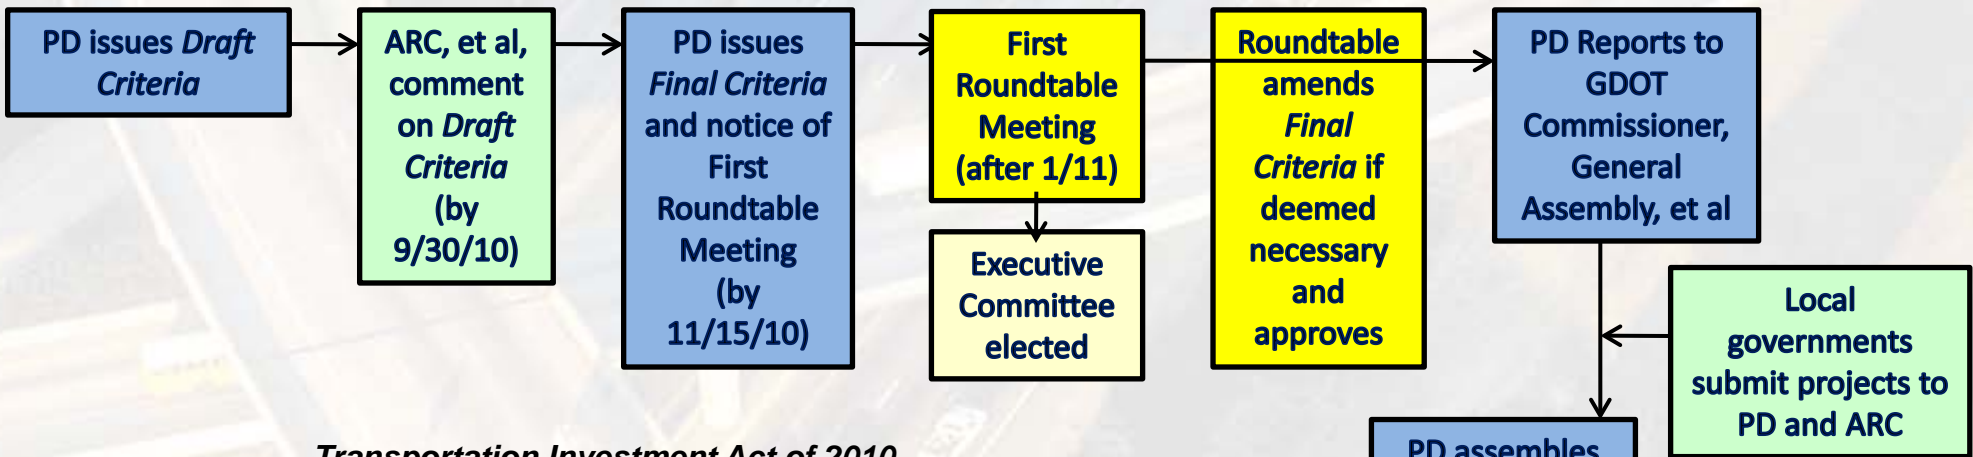 PD issues Draft
Criteria
ARC, et al,
comment
on Draft
Criteria
(by
9/30/10)
PD issues
Final Criteria
and notice of
First
Roundtable
Meeting
(by
11/15/10)
First
Roundtable
Meeting
(after 1/11)
Executive
Committee
elected
Roundtable
amends
Final
Criteria if
deemed
necessary
and
approves
PD Reports to
GDOT
Commissioner,
General
Assembly, et al
Local
governments
submit projects to
PD and ARC
PD assembles
Transportation Investment Act of 2010